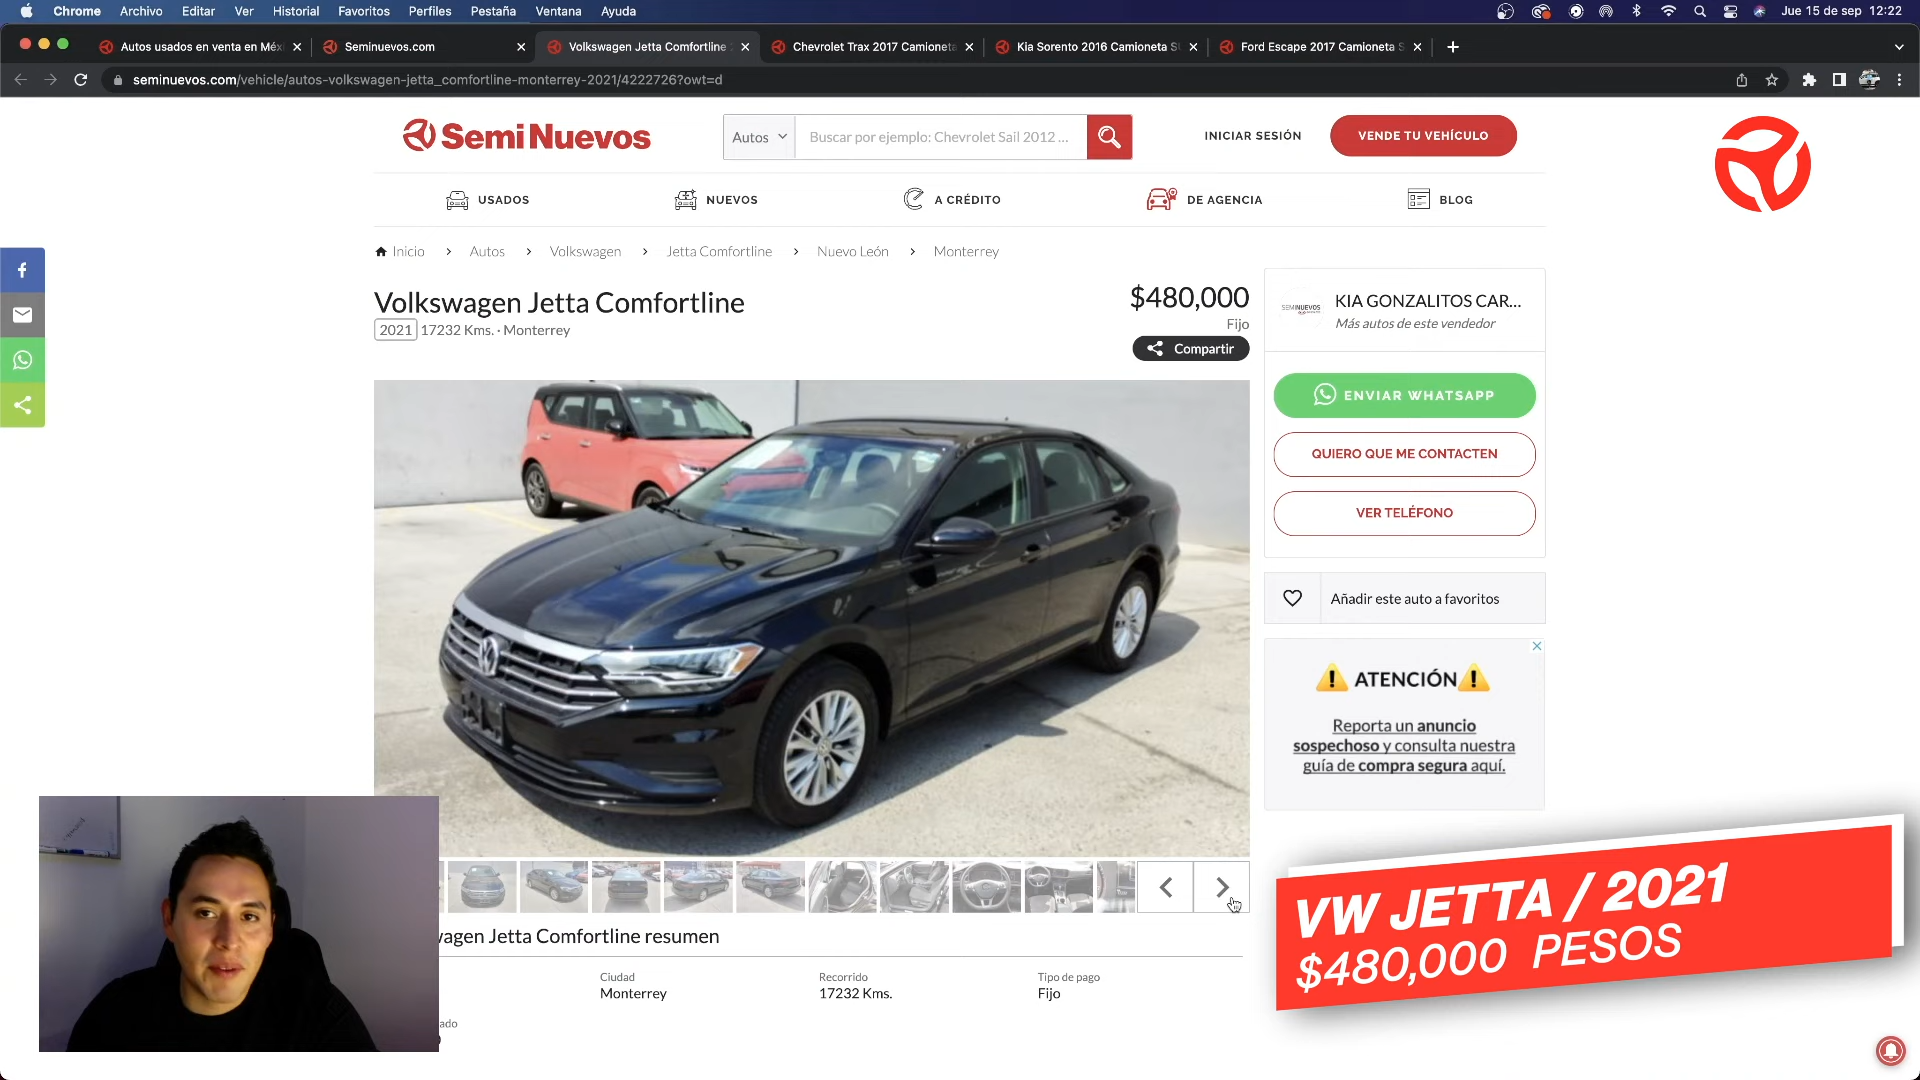 Chrome Archivo Editar Ver Historial Favoritos Perfiles Pestaña Ventana Ayuda
Jue 15 de sep 12:22
Autos usados en venta en Méxi
Seminuevos.com
Volkswagen Jetta Comfortline 2
Chevrolet Trax 2017 Camioneta
Kia Sorento 2016 Camioneta S
Ford Escape 2017 Camioneta S
seminuevos.com/vehicle/autos-volkswagen-jetta_comfortline-monterrey-2021/4222726?owt=d
SemiNuevos
Autos
Buscar por ejemplo: Chevrolet Sail 2012 ...
INICIAR SESIÓN
VENDE TU VEHÍCULO
USADOS
NUEVOS
A CRÉDITO
DE AGENCIA
BLOG
Inicio > Autos > Volkswagen > Jetta Comfortline > Nuevo León > Monterrey
Volkswagen Jetta Comfortline
2021 17232 Kms. · Monterrey
$480,000
Fijo
Compartir
SEMINUEVOS
KIA GONZALITOS CAR...
Más autos de este vendedor
ENVIAR WHATSAPP
QUIERO QUE ME CONTACTEN
VER TELÉFONO
Añadir este auto a favoritos
ATENCIÓN
Reporta un anuncio
sospechoso y consulta nuestra
guía de compra segura aquí.
wagen Jetta Comfortline resumen
Ciudad
Monterrey
Recorrido
17232 Kms.
Tipo de pago
Fijo
ado
VW JETTA / 2021
$480,000 PESOS